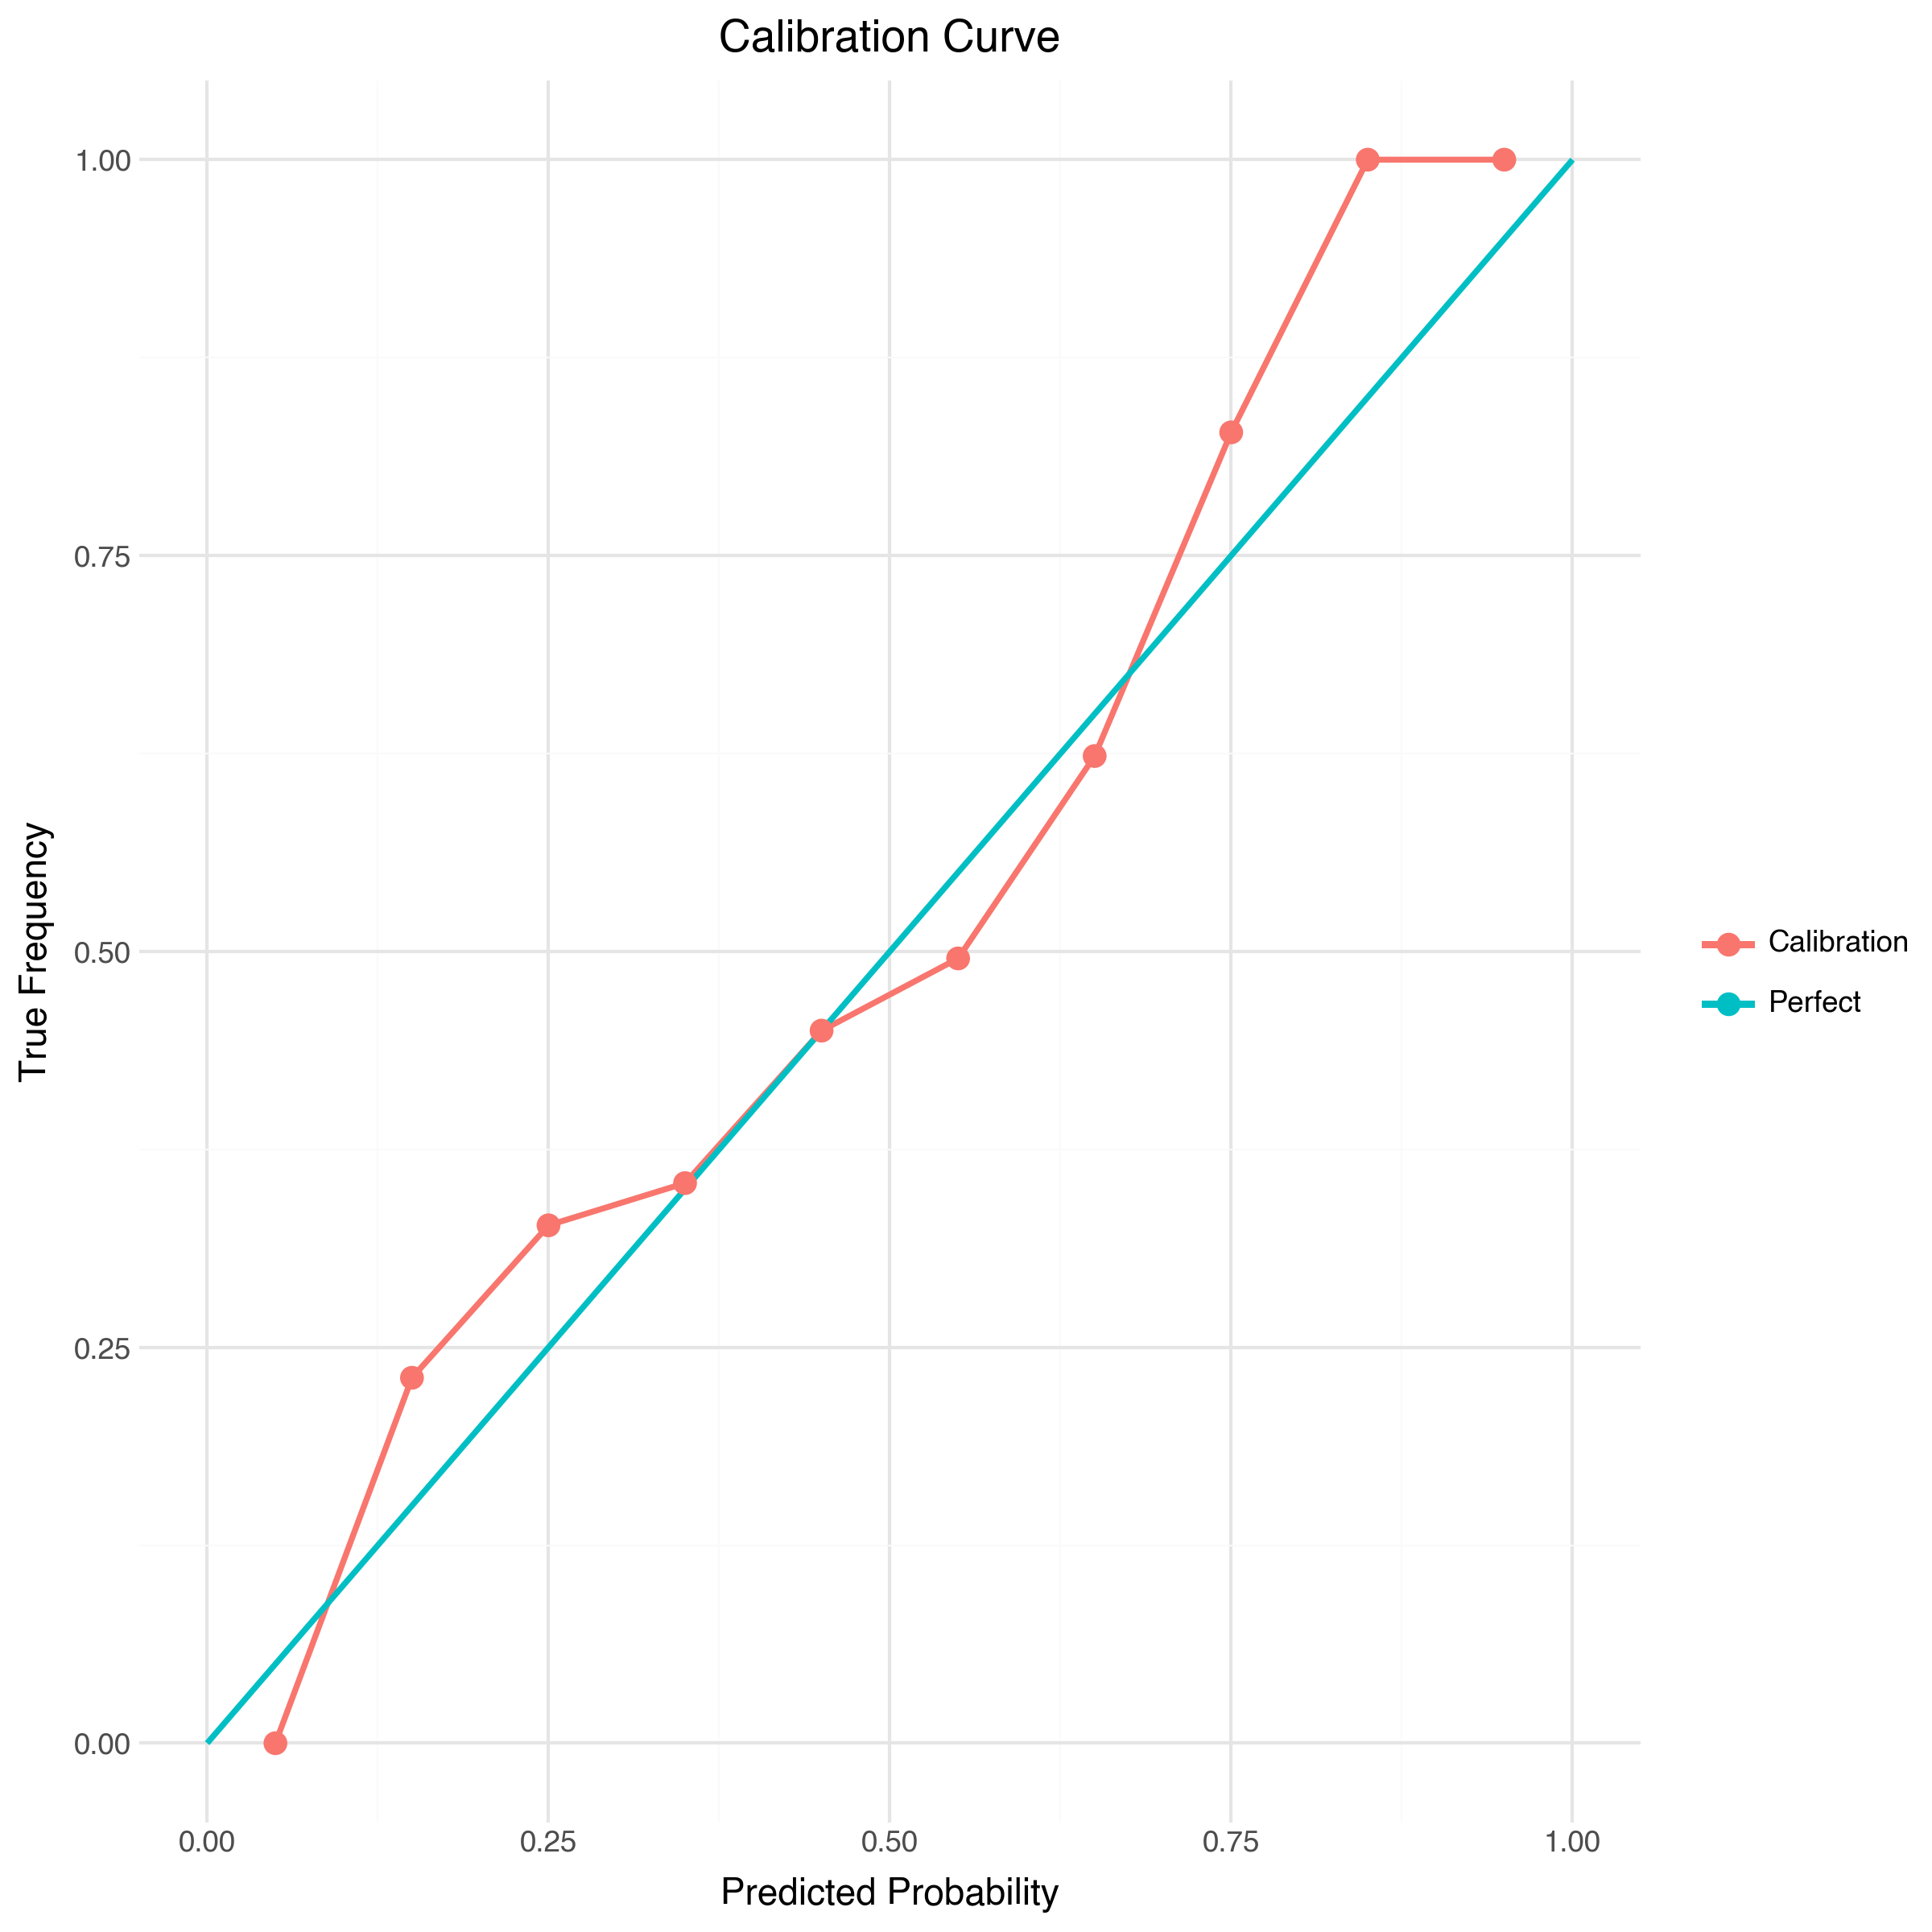 Calibration Curve
1.00
0.75
0.50
0.25
0.00
True Frequency
0.00 0.25 0.50 0.75 1.00
Predicted Probability
Calibration
Perfect